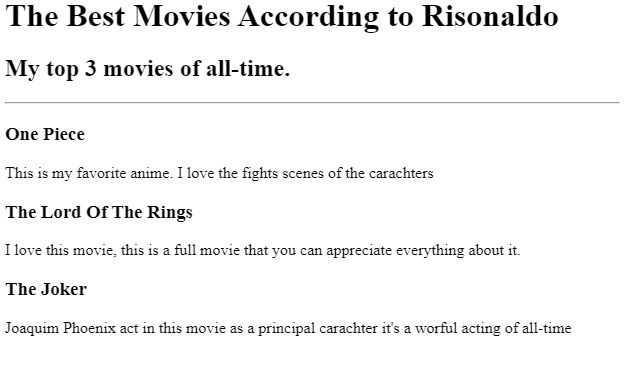 The Best Movies According to Risonaldo
My top 3 movies of all-time.
One Piece
This is my favorite anime. I love the fights scenes of the carachters
The Lord Of The Rings
I love this movie, this is a full movie that you can appreciate everything about it.
The Joker
Joaquim Phoenix act in this movie as a principal carachter it's a worful acting of all-time